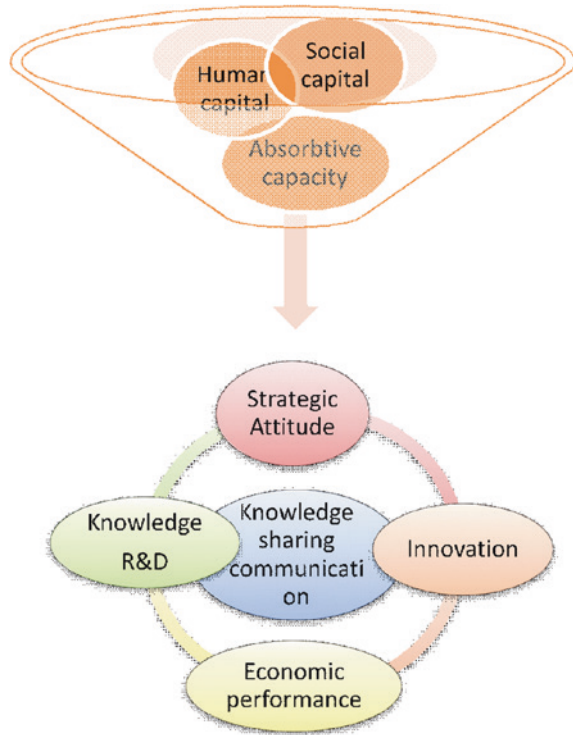 Social
capital
Human
capital
Absorbtive
capacity
Strategic
Attitude
Knowledge
R&D
Knowledge
sharing
communicati
on
Innovation
Economic
performance